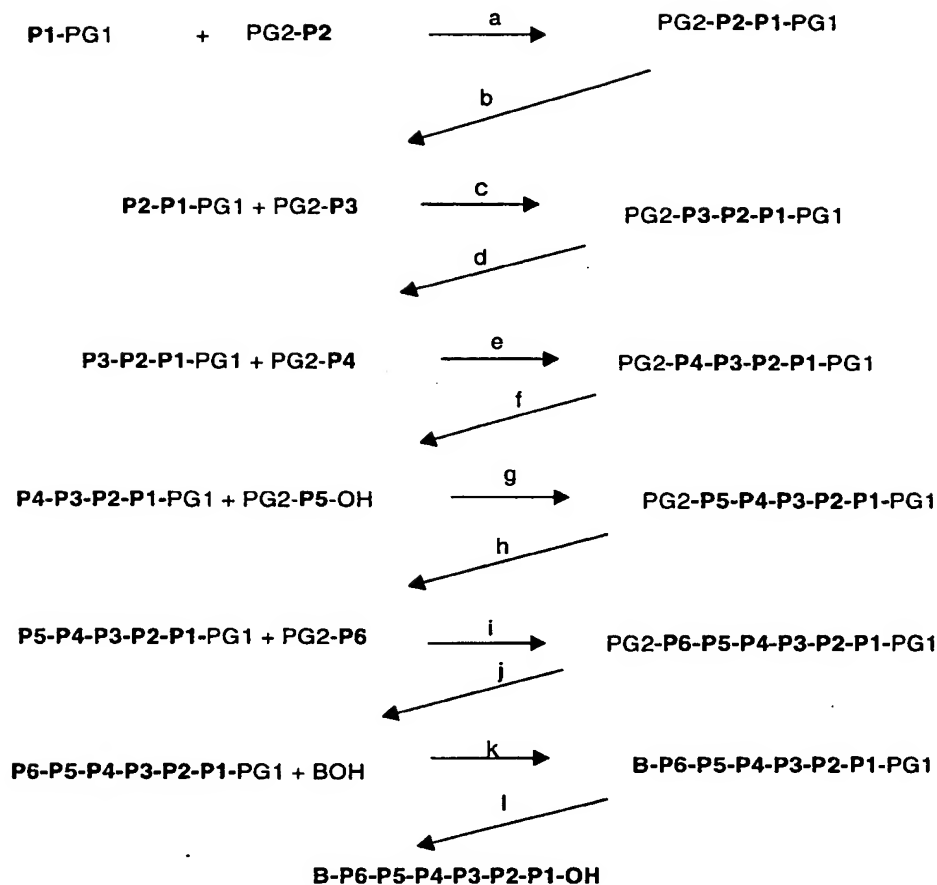 P1-PG1 + PG2-P2 a PG2-P2-P1-PG1
b
P2-P1-PG1 + PG2-P3 c PG2-P3-P2-P1-PG1
d
P3-P2-P1-PG1 + PG2-P4 e PG2-P4-P3-P2-P1-PG1
f
P4-P3-P2-P1-PG1 + PG2-P5-OH g PG2-P5-P4-P3-P2-P1-PG1
h
P5-P4-P3-P2-P1-PG1 + PG2-P6 i PG2-P6-P5-P4-P3-P2-P1-PG1
j
P6-P5-P4-P3-P2-P1-PG1 + BOH k B-P6-P5-P4-P3-P2-P1-PG1
l
B-P6-P5-P4-P3-P2-P1-OH